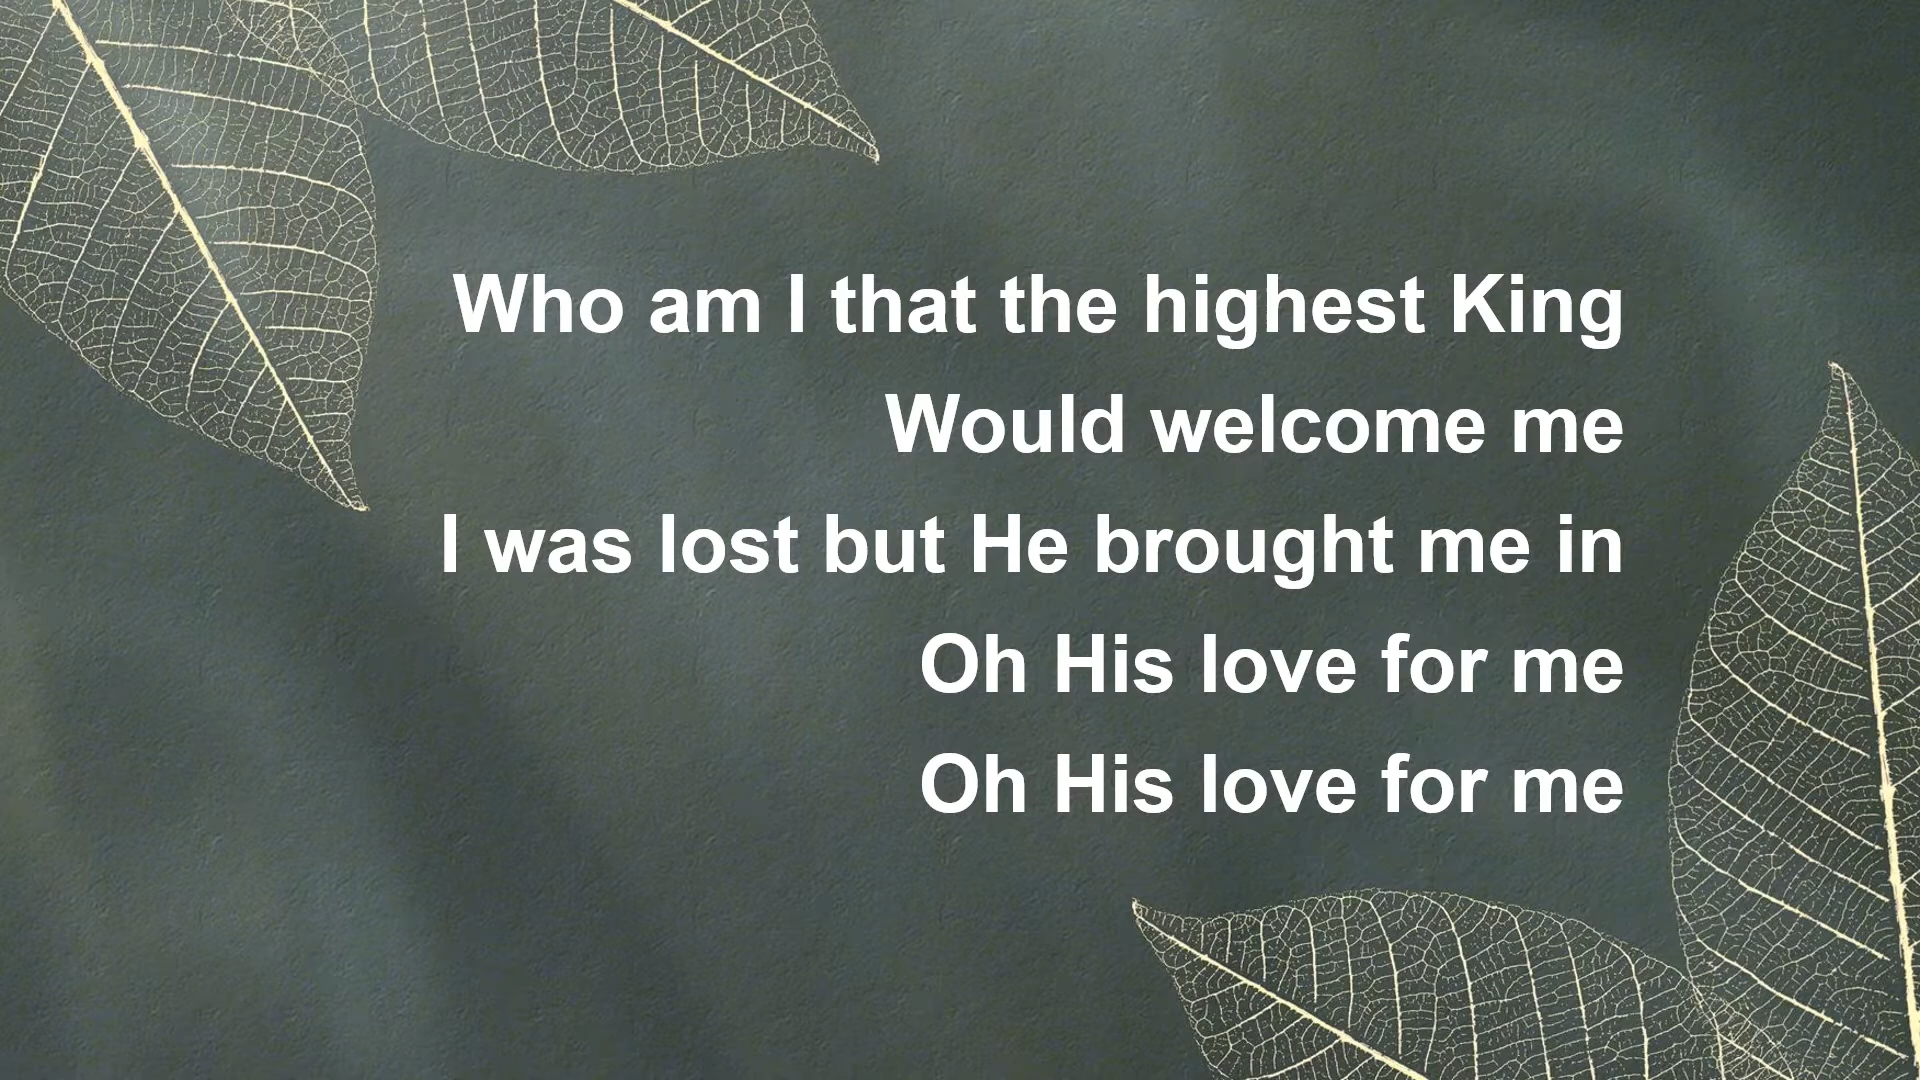 Who am I that the highest King
Would welcome me
I was lost but He brought me in
Oh His love for me
Oh His love for me